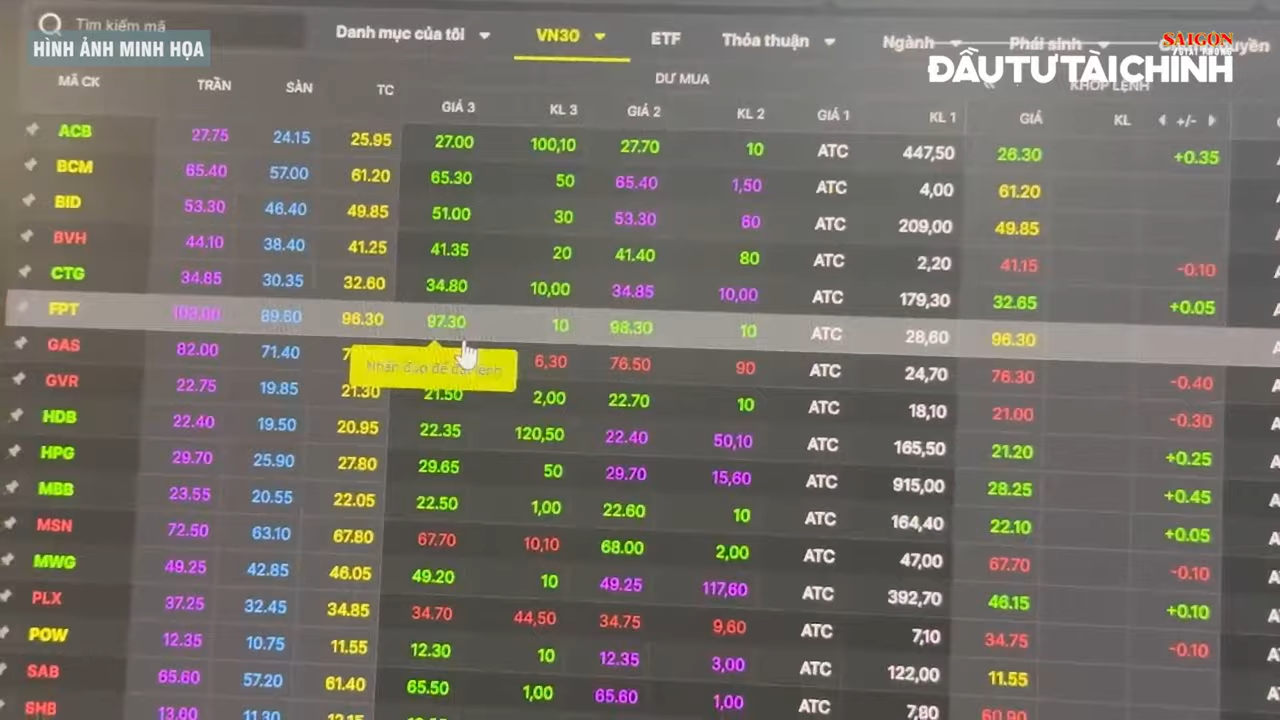 Tìm kiếm mã
Danh mục của tôi VN30 ETF Thỏa thuận Ngành Phái sinh
HÌNH ẢNH MINH HỌA
SAIGON
ĐẦU TƯ TÀI CHÍNH
MÃ CK TRẦN SÀN TC DƯ MUA KHỚP LỆNH
GIÁ 3 KL 3 GIÁ 2 KL 2 GIÁ 1 KL 1 GIÁ KL +/-
ACB 27.75 24.15 25.95 27.00 100,10 27.70 10 ATC 447,50 26.30 +0.35
BCM 65.40 57.00 61.20 65.30 50 65.40 1,50 ATC 4,00 61.20
BID 53.30 46.40 49.85 51.00 30 53.30 60 ATC 209,00 49.85
BVH 44.10 38.40 41.25 41.35 20 41.40 80 ATC 2,20 41.15 -0.10
CTG 34.85 30.35 32.60 34.80 10,00 34.85 10,00 ATC 179,30 32.65 +0.05
FPT 103.00 89.60 96.30 97.30 10 98.30 10 ATC 28,60 96.30
GAS 82.00 71.40 6,30 76.50 90 ATC 24,70 76.30 -0.40
Nhấn đúp để đặt lệnh
GVR 22.75 19.85 21.30 21.50 2,00 22.70 10 ATC 18,10 21.00 -0.30
HDB 22.40 19.50 20.95 22.35 120,50 22.40 50,10 ATC 165,50 21.20 +0.25
HPG 29.70 25.90 27.80 29.65 50 29.70 15,60 ATC 915,00 28.25 +0.45
MBB 23.55 20.55 22.05 22.50 1,00 22.60 10 ATC 164,40 22.10 +0.05
MSN 72.50 63.10 67.80 67.70 10,10 68.00 2,00 ATC 47,00 67.70 -0.10
MWG 49.25 42.85 46.05 49.20 10 49.25 117,60 ATC 392,70 46.15 +0.10
PLX 37.25 32.45 34.85 34.70 44,50 34.75 9,60 ATC 7,10 34.75 -0.10
POW 12.35 10.75 11.55 12.30 10 12.35 3,00 ATC 122,00 11.55
SAB 65.60 57.20 61.40 65.50 1,00 65.60 1,00 ATC 7,80 60.90
SHB 13.00 11.30 12.15